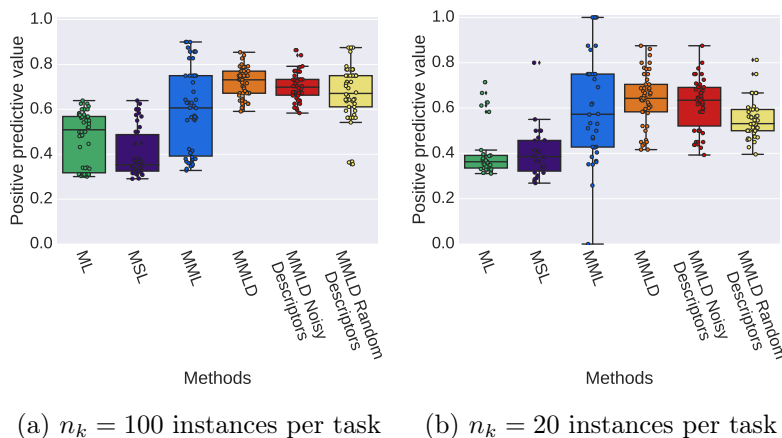 1.0
0.8
0.6
0.4
0.2
0.0
Positive predictive value
ML
MSL
MML
MMLD
MMLD Noisy
Descriptors
MMLD Random
Descriptors
Methods
(a) n_k = 100 instances per task
1.0
0.8
0.6
0.4
0.2
0.0
Positive predictive value
ML
MSL
MML
MMLD
MMLD Noisy
Descriptors
MMLD Random
Descriptors
Methods
(b) n_k = 20 instances per task